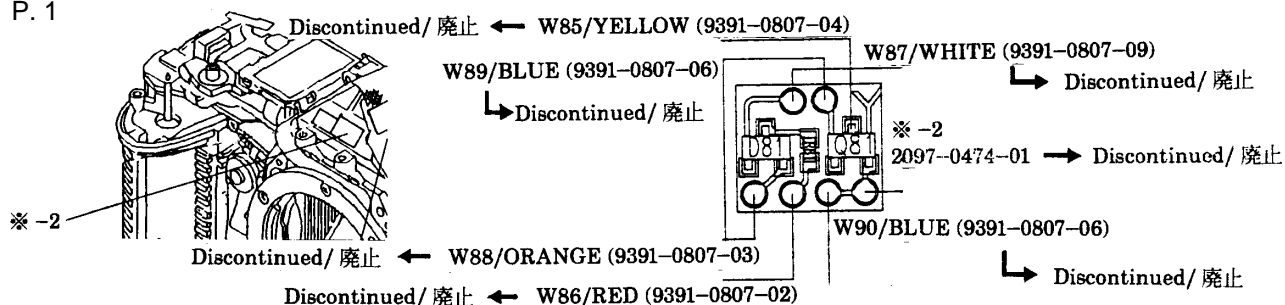 P. 1
Discontinued/ 廃止 ← W85/YELLOW (9391-0807-04)
W87/WHITE (9391-0807-09)
W89/BLUE (9391-0807-06)
Discontinued/ 廃止
Discontinued/ 廃止
※ -2
D81
Q81
2097-0474-01 → Discontinued/ 廃止
※ -2
W90/BLUE (9391-0807-06)
Discontinued/ 廃止 ← W88/ORANGE (9391-0807-03)
Discontinued/ 廃止
Discontinued/ 廃止 ← W86/RED (9391-0807-02)